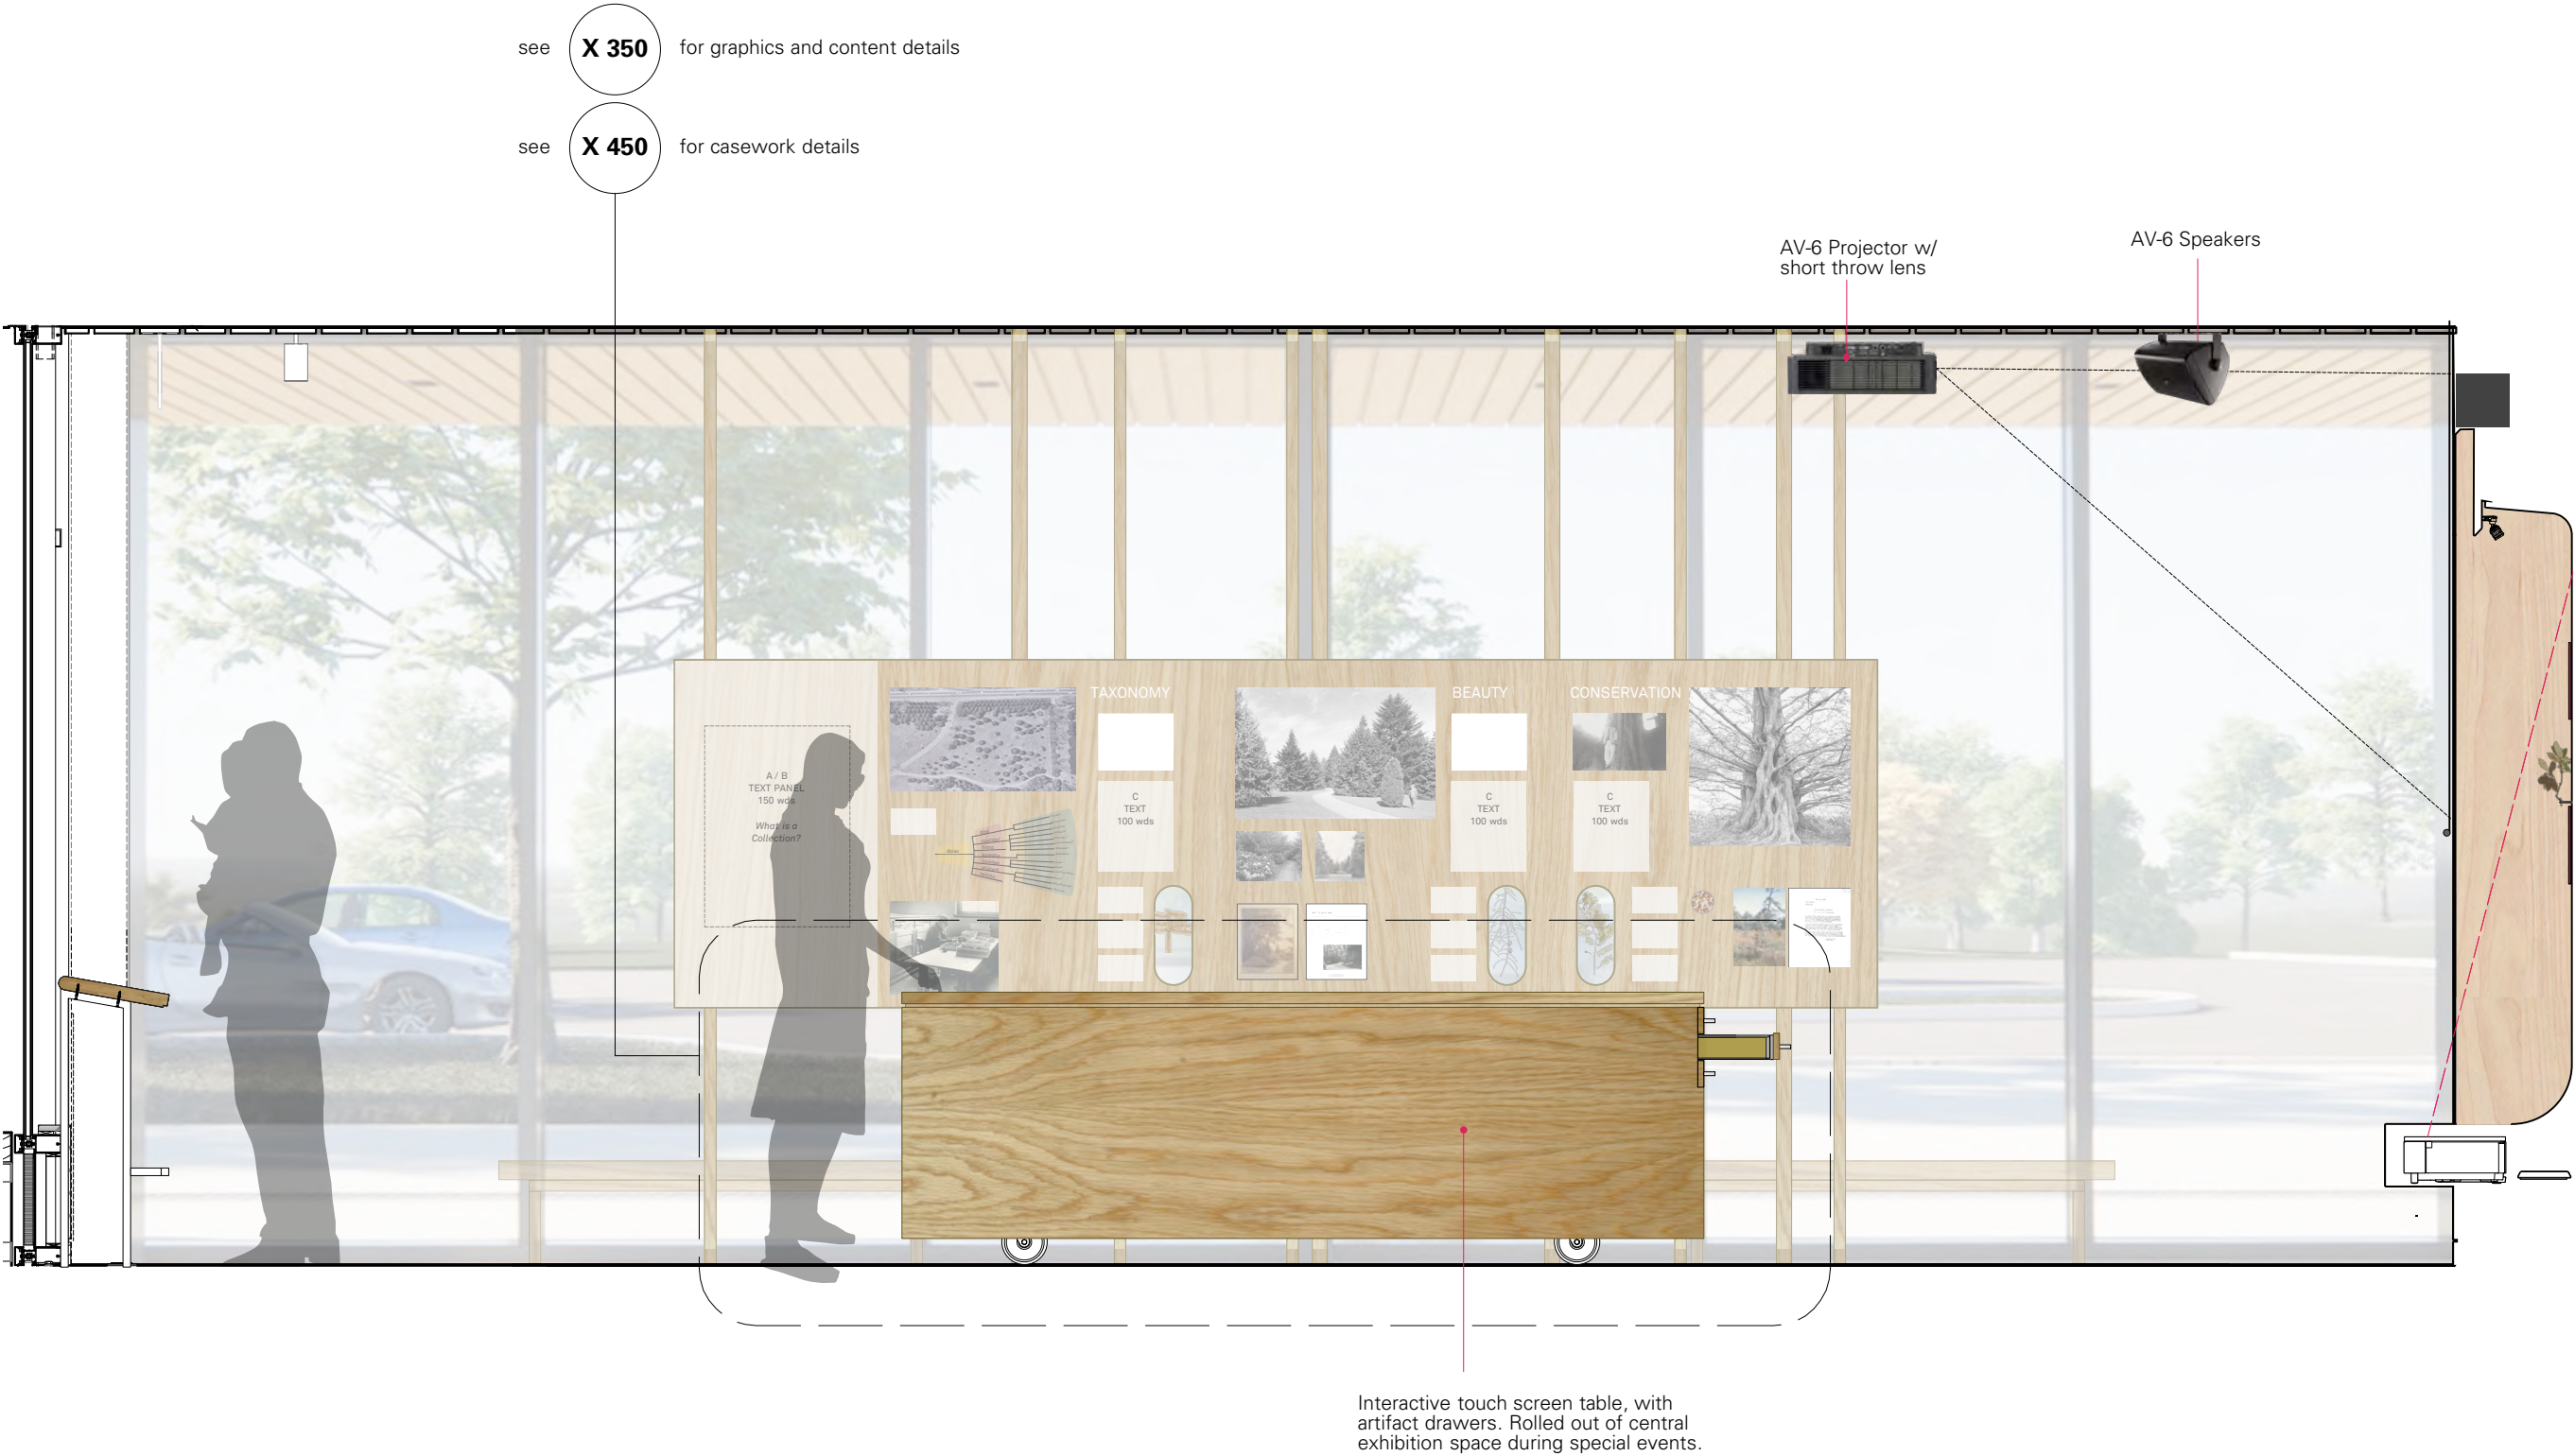 see X 350 for graphics and content details
see X 450 for casework details
AV-6 Projector w/
short throw lens
AV-6 Speakers
TAXONOMY
BEAUTY
CONSERVATION
A / B
TEXT PANEL
150 wds
What is a
Collection?
C
TEXT
100 wds
C
TEXT
100 wds
C
TEXT
100 wds
Interactive touch screen table, with
artifact drawers. Rolled out of central
exhibition space during special events.